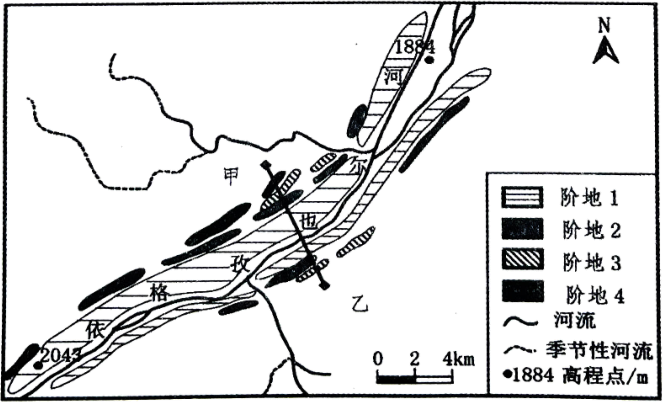 1884
N
河
尔
甲
也
孜
格
依
乙
2043
0 2 4km
阶地1
阶地2
阶地3
阶地4
河流
季节性河流
1884 高程点/m